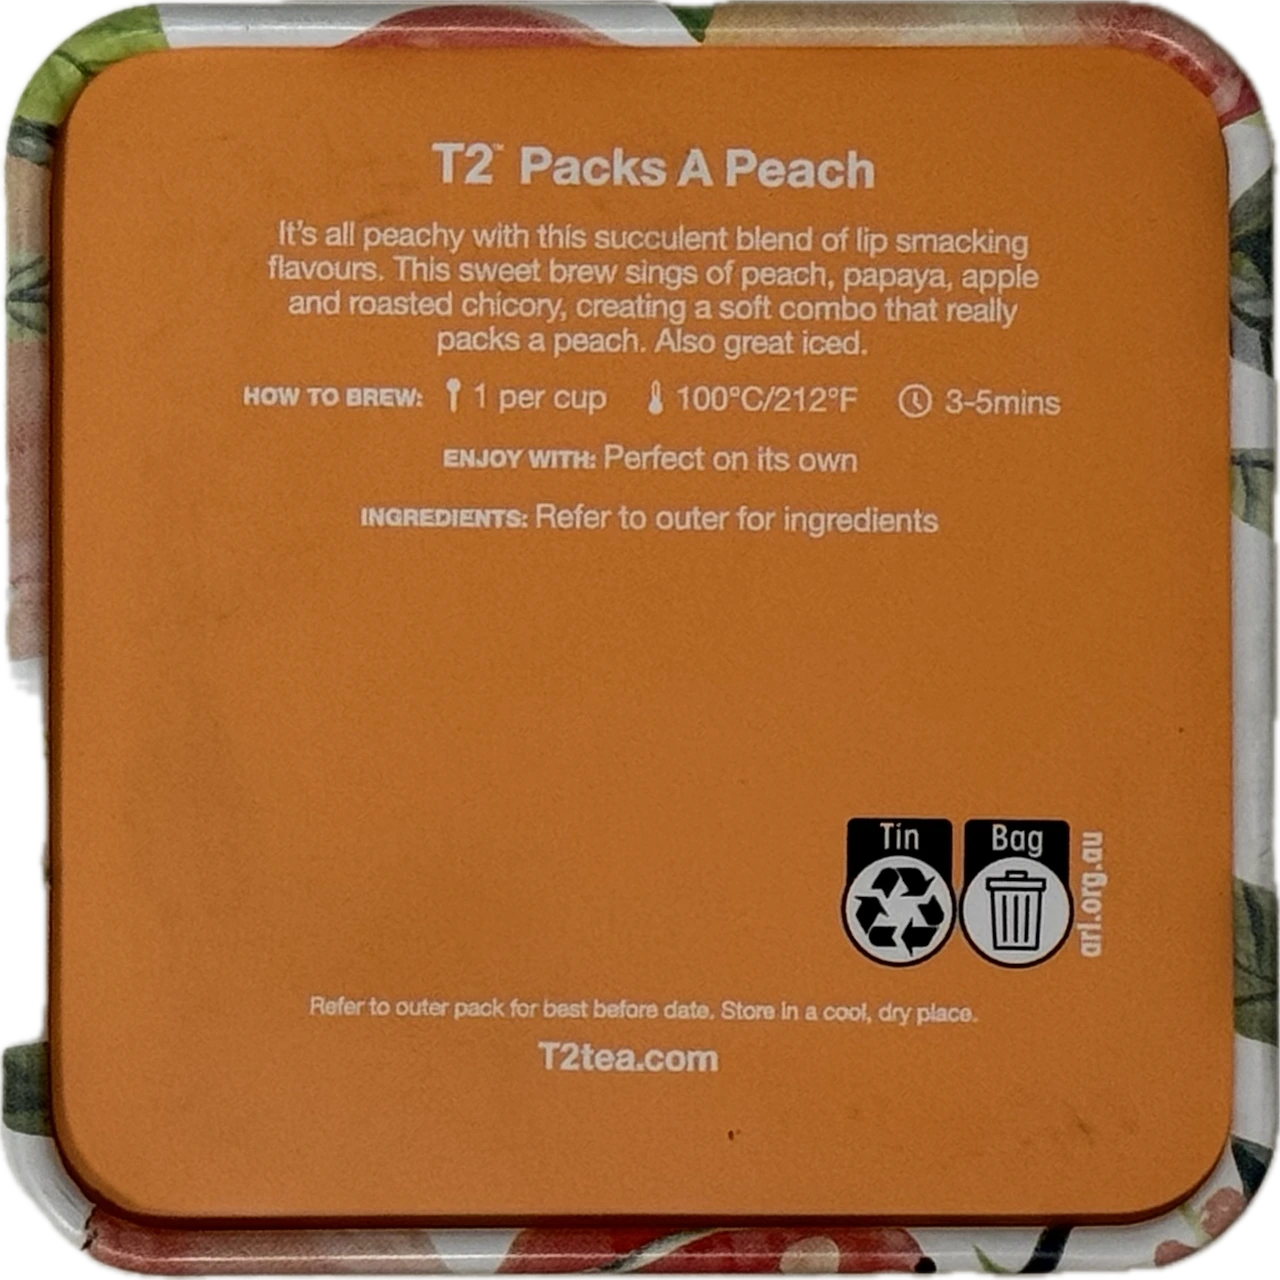 T2™ Packs A Peach
It's all peachy with this succulent blend of lip smacking
flavours. This sweet brew sings of peach, papaya, apple
and roasted chicory, creating a soft combo that really
packs a peach. Also great iced.
HOW TO BREW: 1 per cup 100°C/212°F 3-5mins
ENJOY WITH: Perfect on its own
INGREDIENTS: Refer to outer for ingredients
Tin Bag
arl.org.au
Refer to outer pack for best before date. Store in a cool, dry place.
T2tea.com